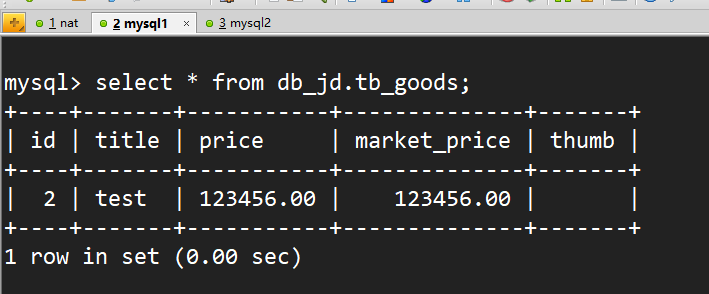 1 nat
2 mysql1 ×
3 mysql2
mysql> select * from db_jd.tb_goods;
+----+-------+-----------+--------------+-------+
| id | title | price     | market_price | thumb |
+----+-------+-----------+--------------+-------+
|  2 | test  | 123456.00 |    123456.00 |       |
+----+-------+-----------+--------------+-------+
1 row in set (0.00 sec)